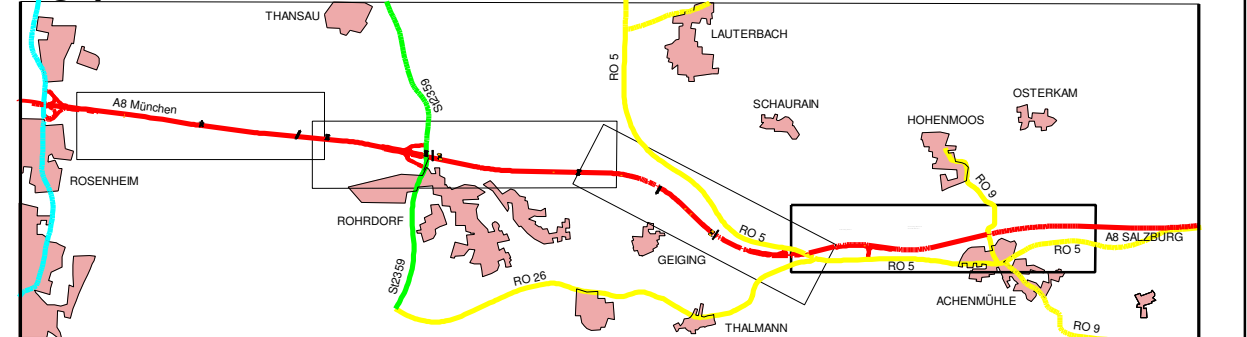 THANSAU
LAUTERBACH
RO 5
St2359
A8 München
SCHAURAIN
OSTERKAM
HOHENMOOS
ROSENHEIM
RO 9
ROHRDORF
RO 5
A8 SALZBURG
GEIGING
RO 5
RO 5
St2359
RO 26
ACHENMÜHLE
THALMANN
RO 9